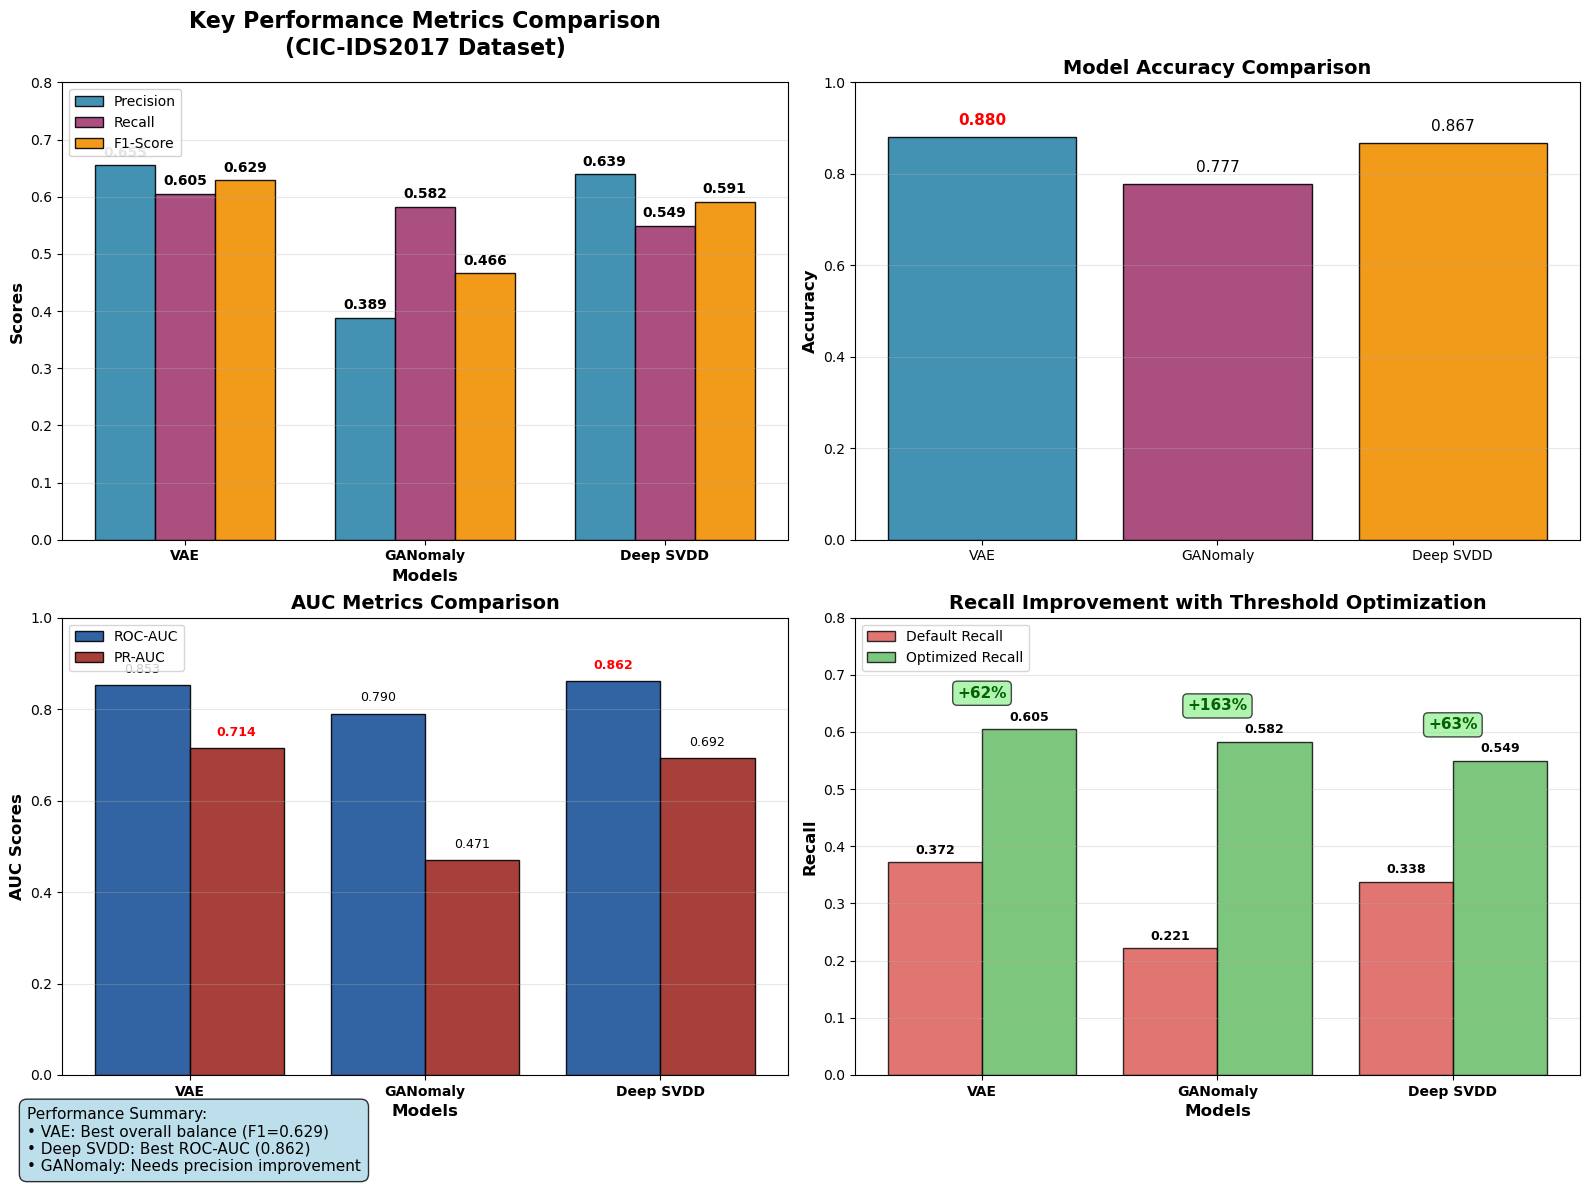 Key Performance Metrics Comparison
(CIC-IDS2017 Dataset)
Scores
0.8
0.7
0.6
0.5
0.4
0.3
0.2
0.1
0.0
Precision
Recall
F1-Score
0.655
0.605
0.629
0.389
0.582
0.466
0.639
0.549
0.591
VAE
GANomaly
Deep SVDD
Models
Model Accuracy Comparison
Accuracy
1.0
0.8
0.6
0.4
0.2
0.0
0.880
0.777
0.867
VAE
GANomaly
Deep SVDD
AUC Metrics Comparison
AUC Scores
1.0
0.8
0.6
0.4
0.2
0.0
ROC-AUC
PR-AUC
0.853
0.714
0.790
0.471
0.862
0.692
VAE
GANomaly
Deep SVDD
Models
Recall Improvement with Threshold Optimization
Recall
0.8
0.7
0.6
0.5
0.4
0.3
0.2
0.1
0.0
Default Recall
Optimized Recall
+62%
+163%
+63%
0.372
0.605
0.221
0.582
0.338
0.549
VAE
GANomaly
Deep SVDD
Models
Performance Summary:
• VAE: Best overall balance (F1=0.629)
• Deep SVDD: Best ROC-AUC (0.862)
• GANomaly: Needs precision improvement